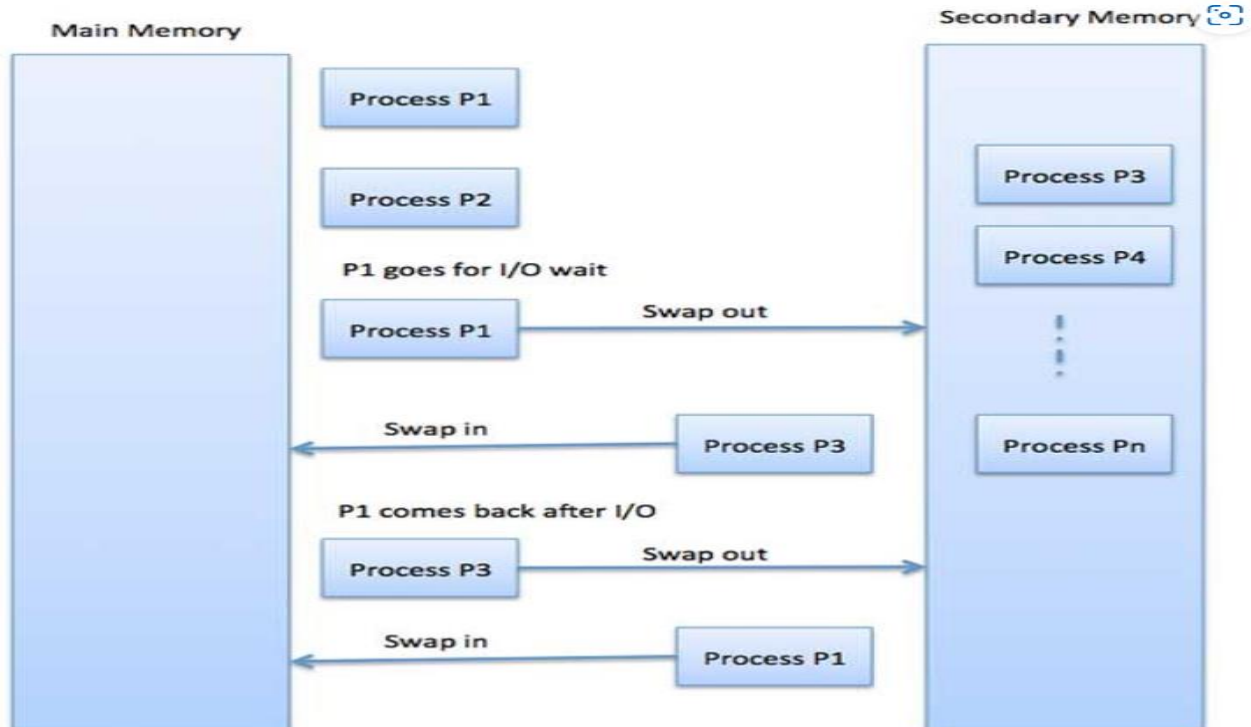 Main Memory
Secondary Memory
Process P1
Process P2
Process P3
Process P4
P1 goes for I/O wait
Process P1
Swap out
Swap in
Process P3
Process Pn
P1 comes back after I/O
Process P3
Swap out
Swap in
Process P1